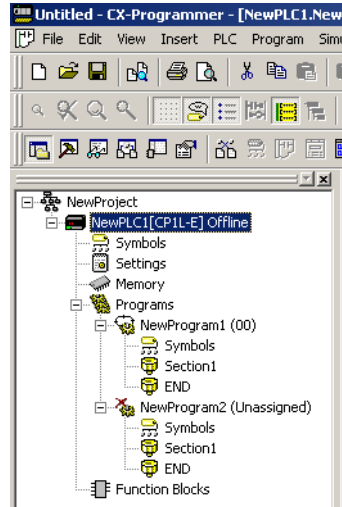 Untitled - CX-Programmer - [NewPLC1.New
File Edit View Insert PLC Program Simu
NewProject
NewPLC1[CP1L-E] Offline
Symbols
Settings
Memory
Programs
NewProgram1 (00)
Symbols
Section1
END
NewProgram2 (Unassigned)
Symbols
Section1
END
Function Blocks